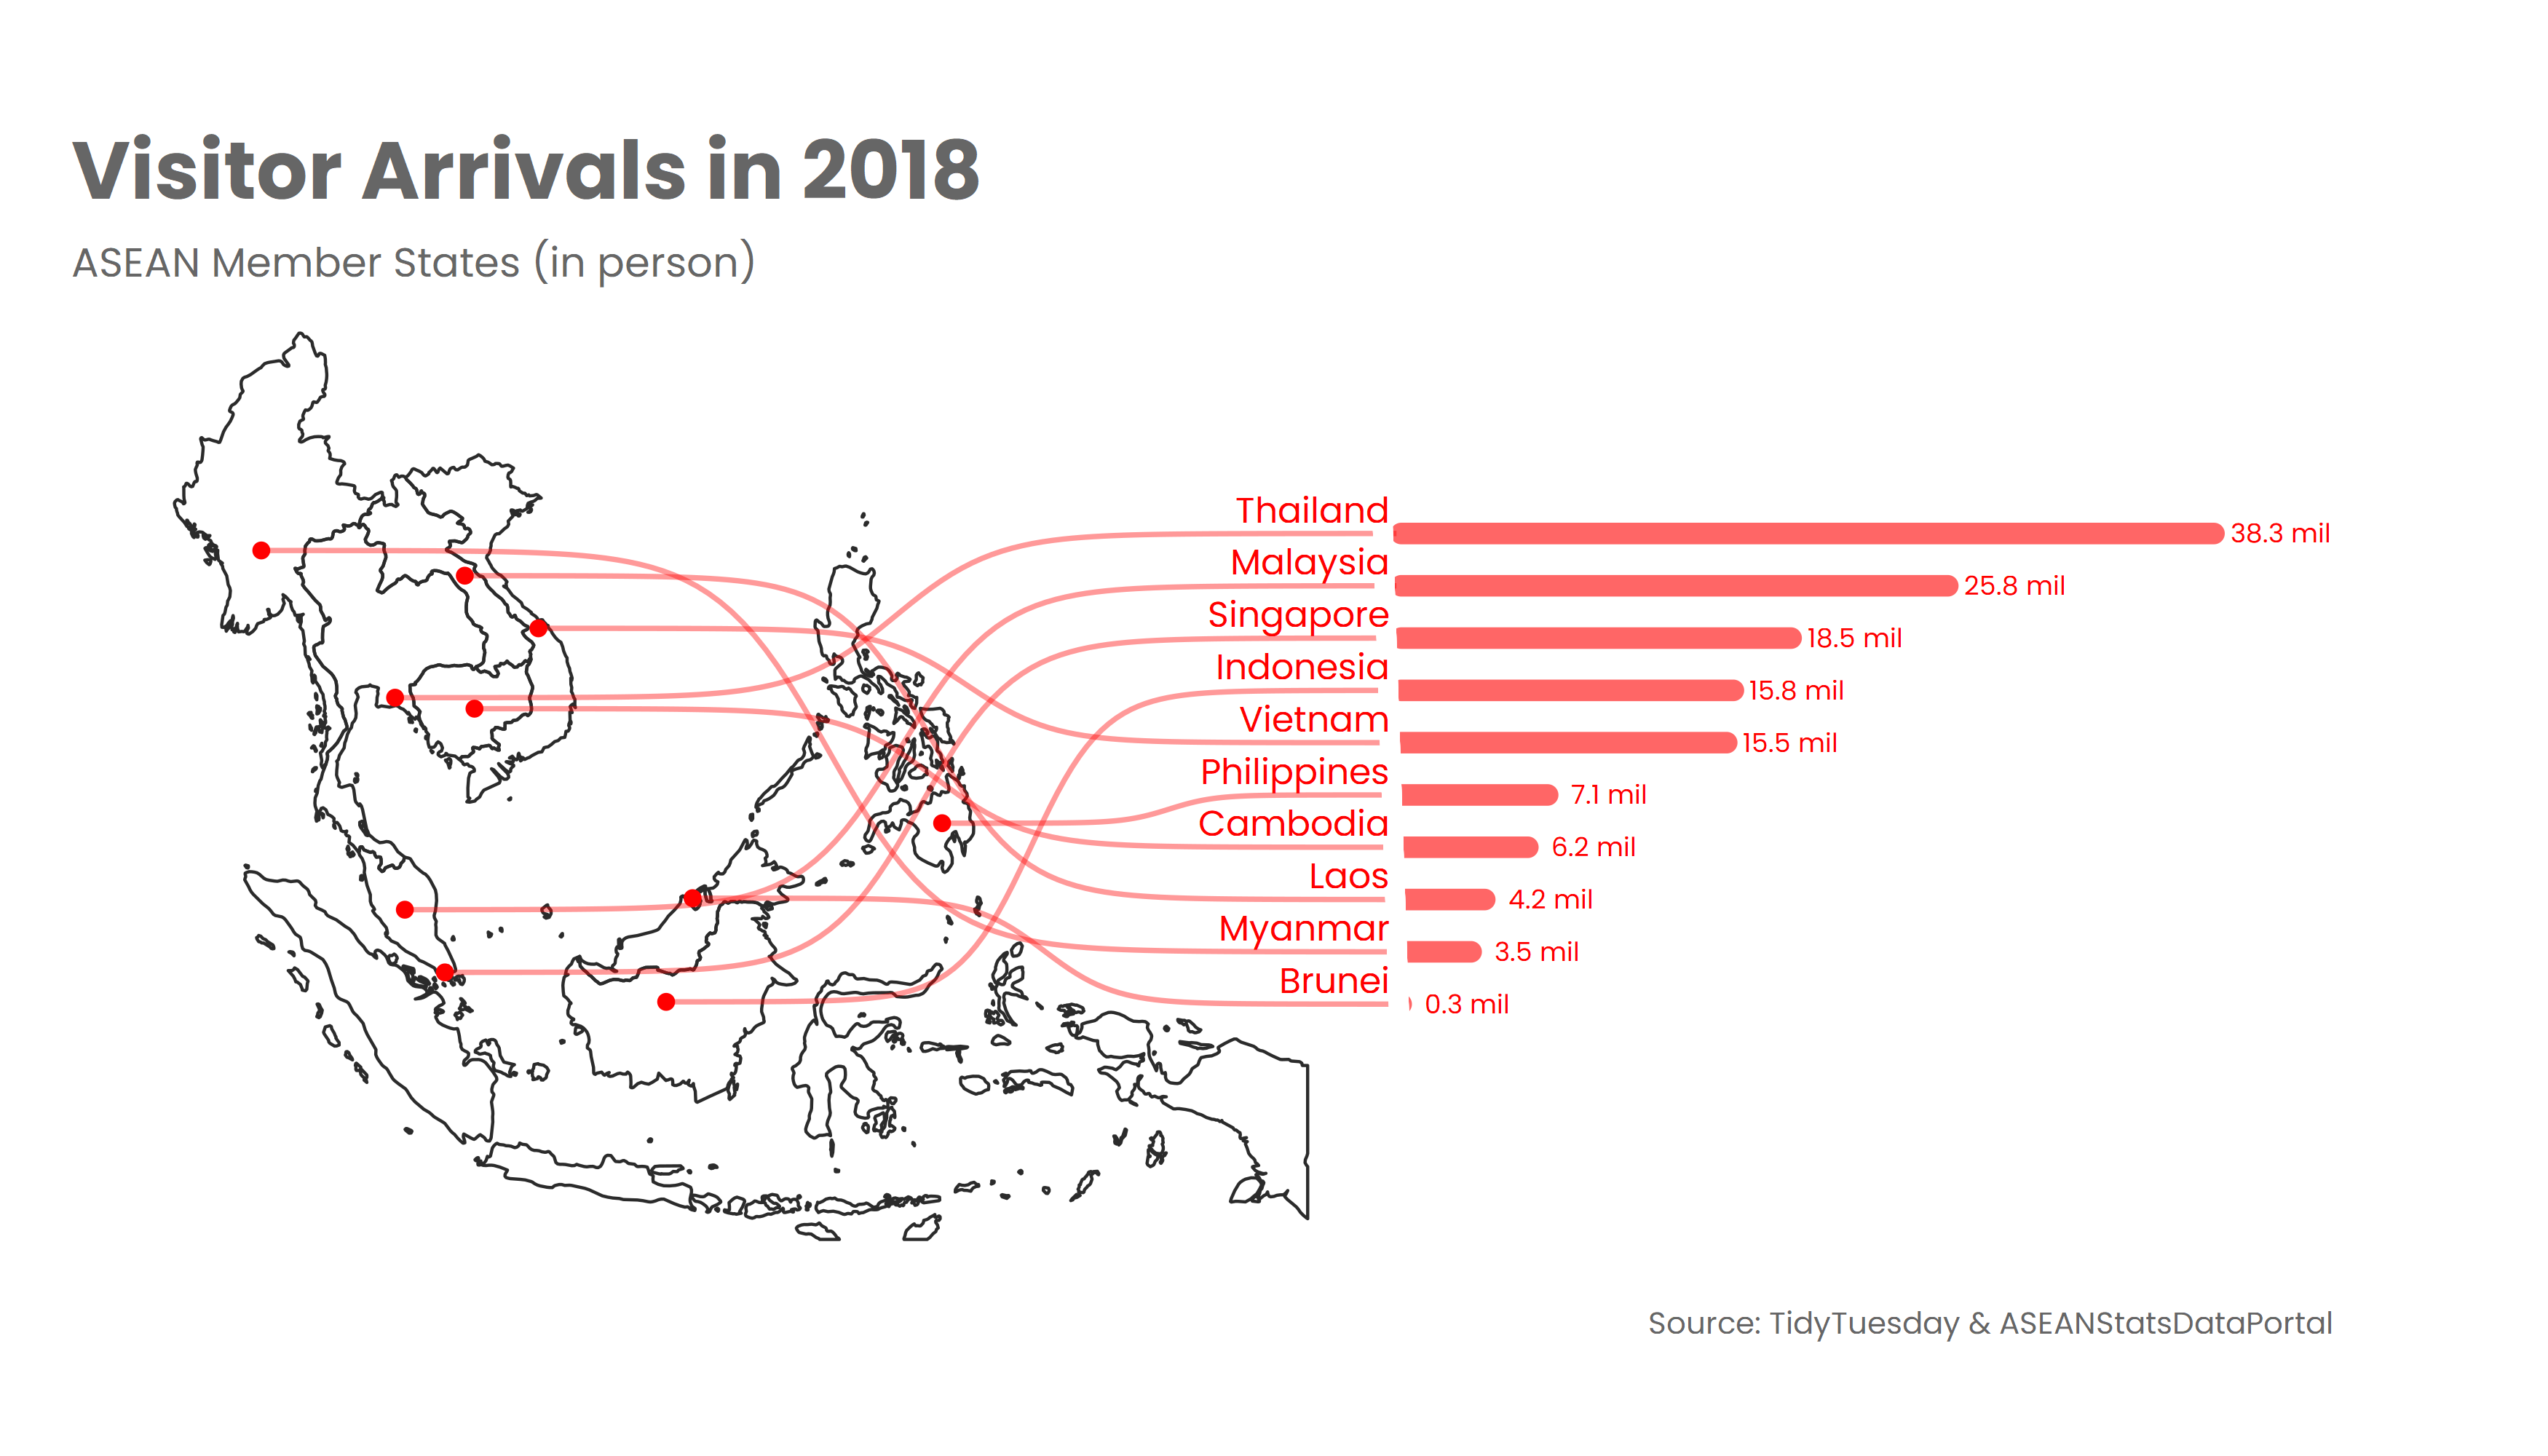 Visitor Arrivals in 2018
ASEAN Member States (in person)
Thailand 38.3 mil
Malaysia 25.8 mil
Singapore 18.5 mil
Indonesia 15.8 mil
Vietnam 15.5 mil
Philippines 7.1 mil
Cambodia 6.2 mil
Laos 4.2 mil
Myanmar 3.5 mil
Brunei 0.3 mil
Source: TidyTuesday & ASEANStatsDataPortal